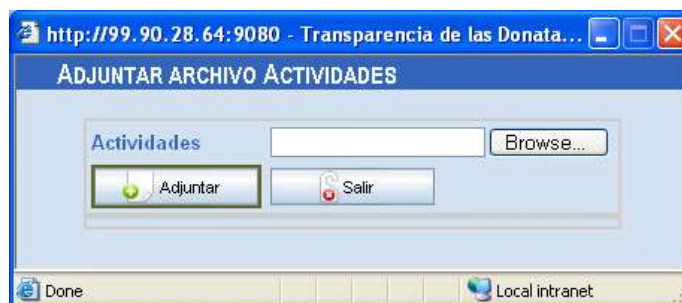 http://99.90.28.64:9080 - Transparencia de las Donata...
ADJUNTAR ARCHIVO ACTIVIDADES
Actividades Browse...
Adjuntar Salir
Done Local intranet